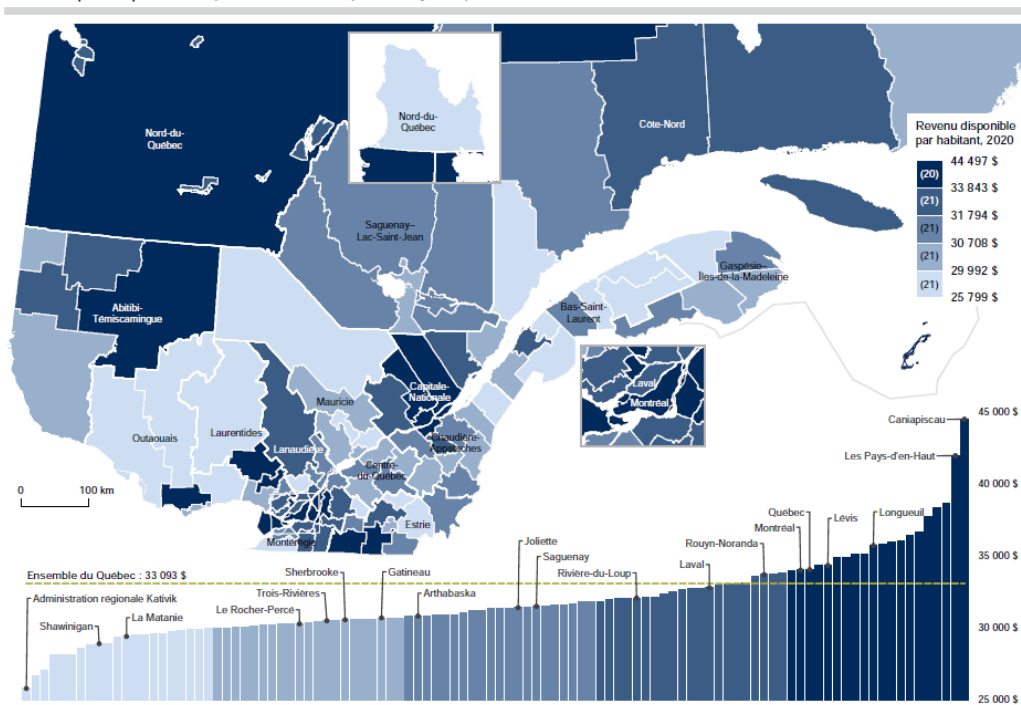 Nord-du-
Québec
Nord-du-
Québec
Côte-Nord
Revenu disponible
par habitant, 2020
44 497 $
(20)
33 843 $
(21)
31 794 $
(21)
30 708 $
(21)
29 992 $
(21)
25 799 $
Saguenay–
Lac-Saint-Jean
Gaspésie–
Îles-de-la-Madeleine
Bas-Saint-
Laurent
Abitibi-
Témiscamingue
Laval
Montréal
Capitale-
Nationale
Mauricie
Outaouais
Laurentides
Lanaudière
Chaudière-
Appalaches
Centre-
du-Québec
Estrie
Montérégie
0 100 km
45 000 $
Caniapiscau
Les Pays-d'en-Haut
40 000 $
Québec
Lévis
Longueuil
Montréal
Joliette
Rouyn-Noranda
35 000 $
Saguenay
Laval
Ensemble du Québec : 33 093 $
Sherbrooke
Gatineau
Rivière-du-Loup
Administration régionale Kativik
Trois-Rivières
Arthabaska
Le Rocher-Percé
La Matanie
Shawinigan
30 000 $
25 000 $